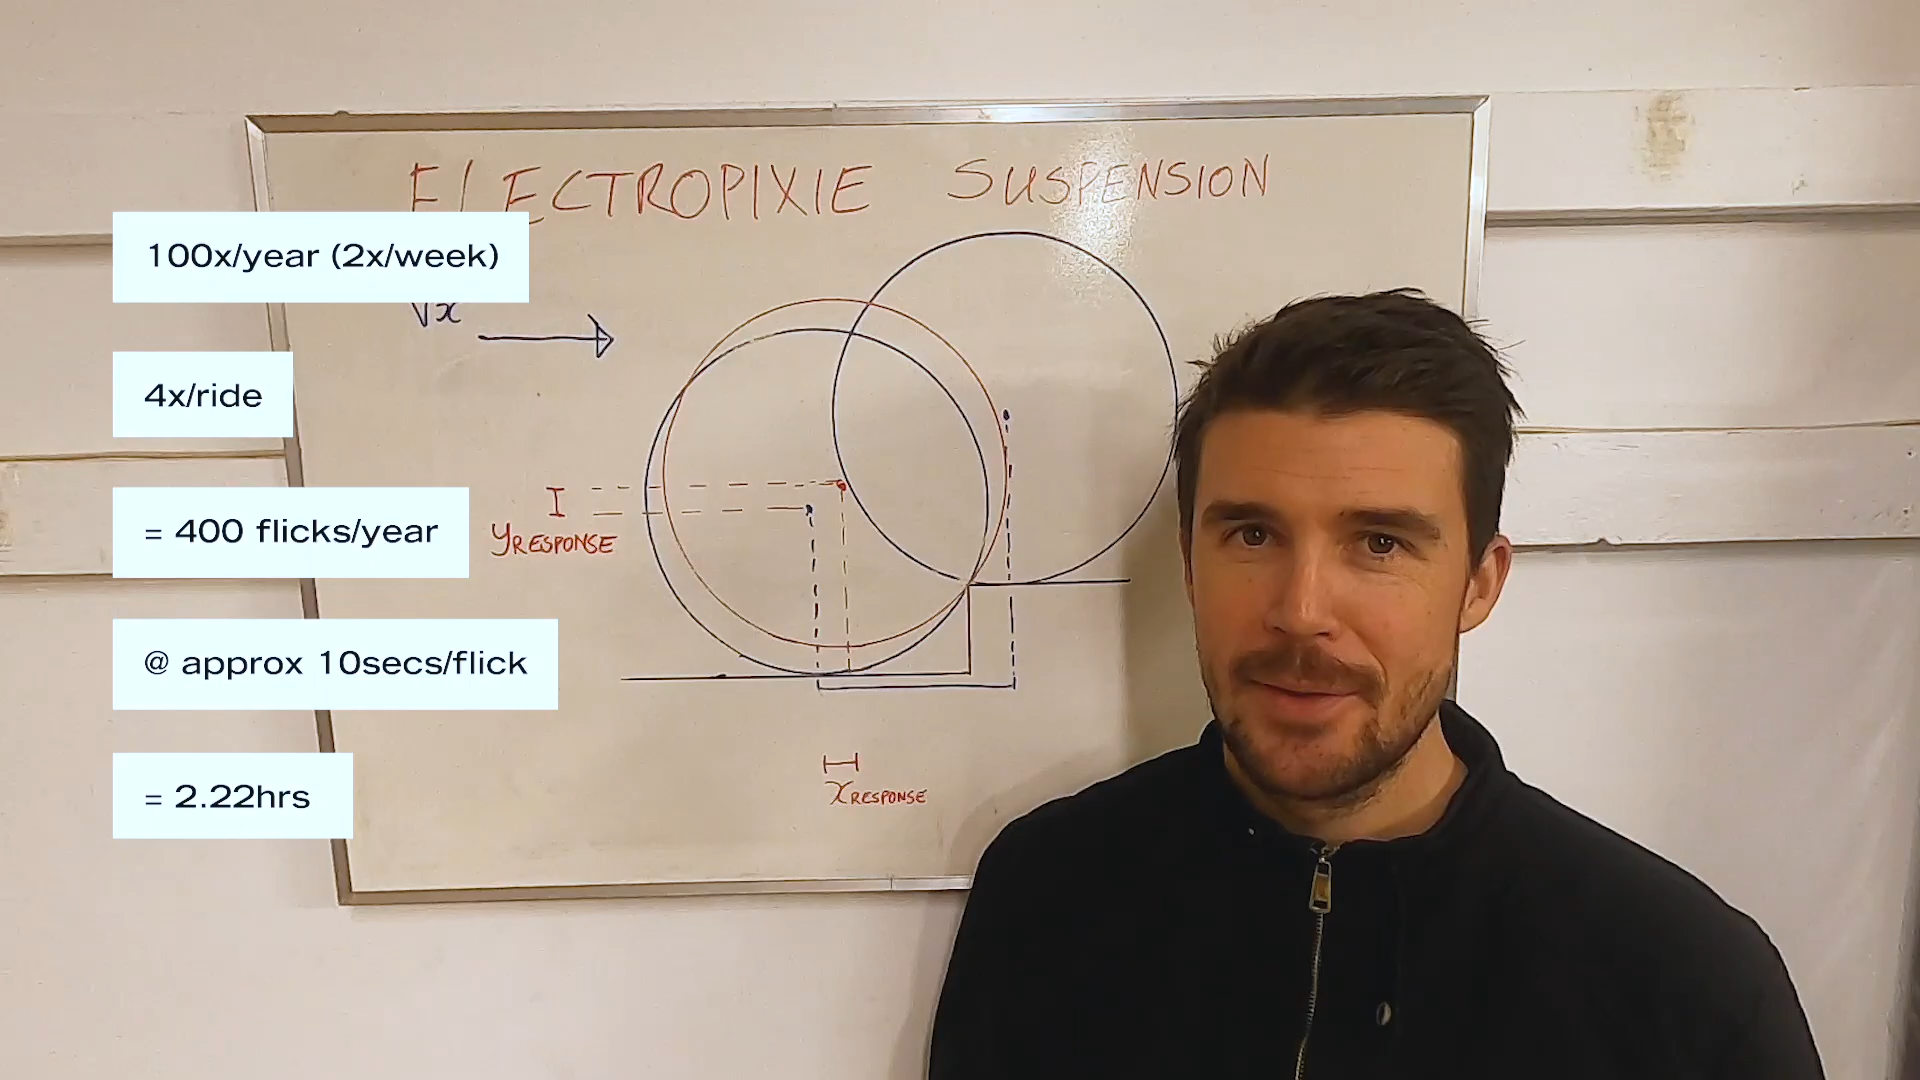 ELECTROPIXIE SUSPENSION
100x/year (2x/week)
Vx
4x/ride
= 400 flicks/year
YRESPONSE
@ approx 10secs/flick
= 2.22hrs
XRESPONSE